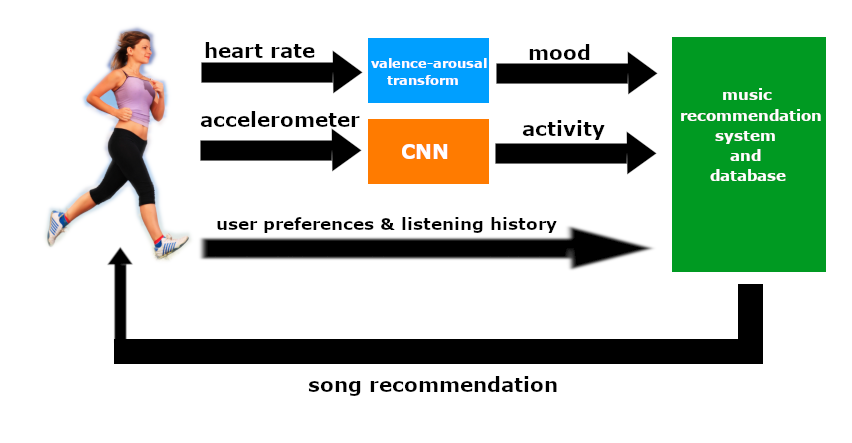 heart rate
valence-arousal
transform
mood
accelerometer
CNN
activity
music
recommendation
system
and
database
user preferences & listening history
song recommendation